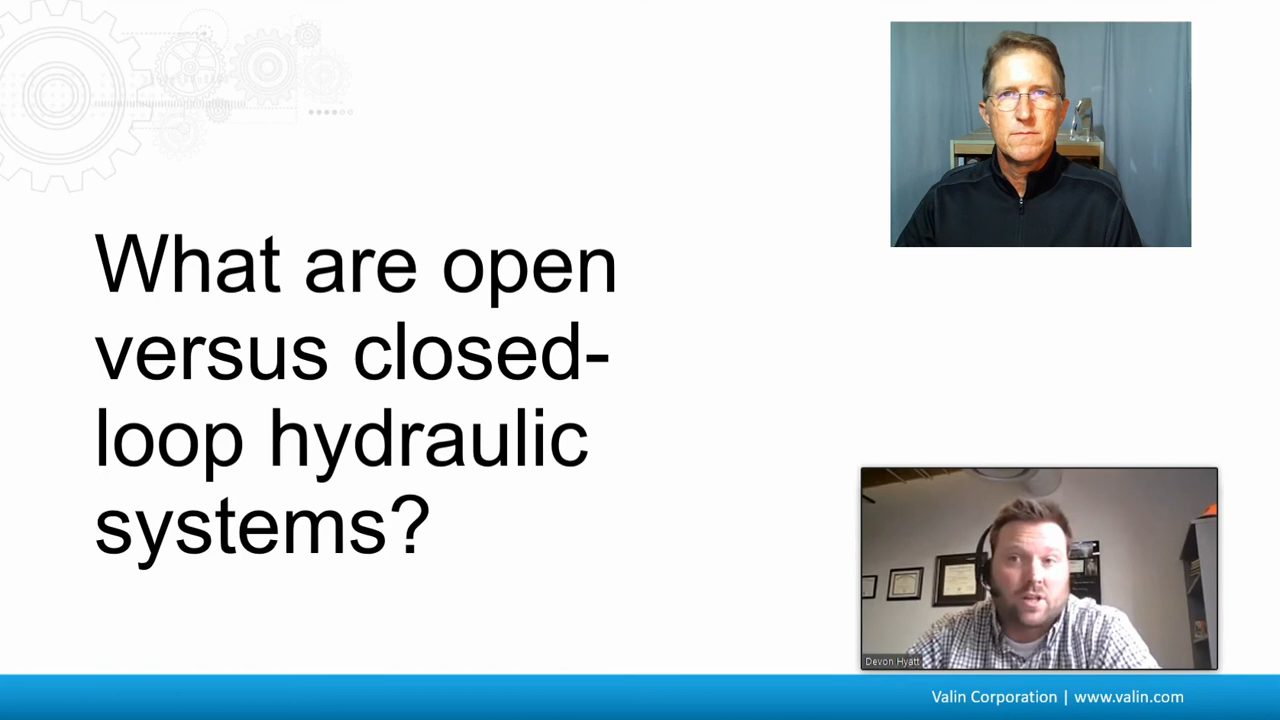 What are open
versus closed-
loop hydraulic
systems?
Devon Hyatt
Valin Corporation | www.valin.com